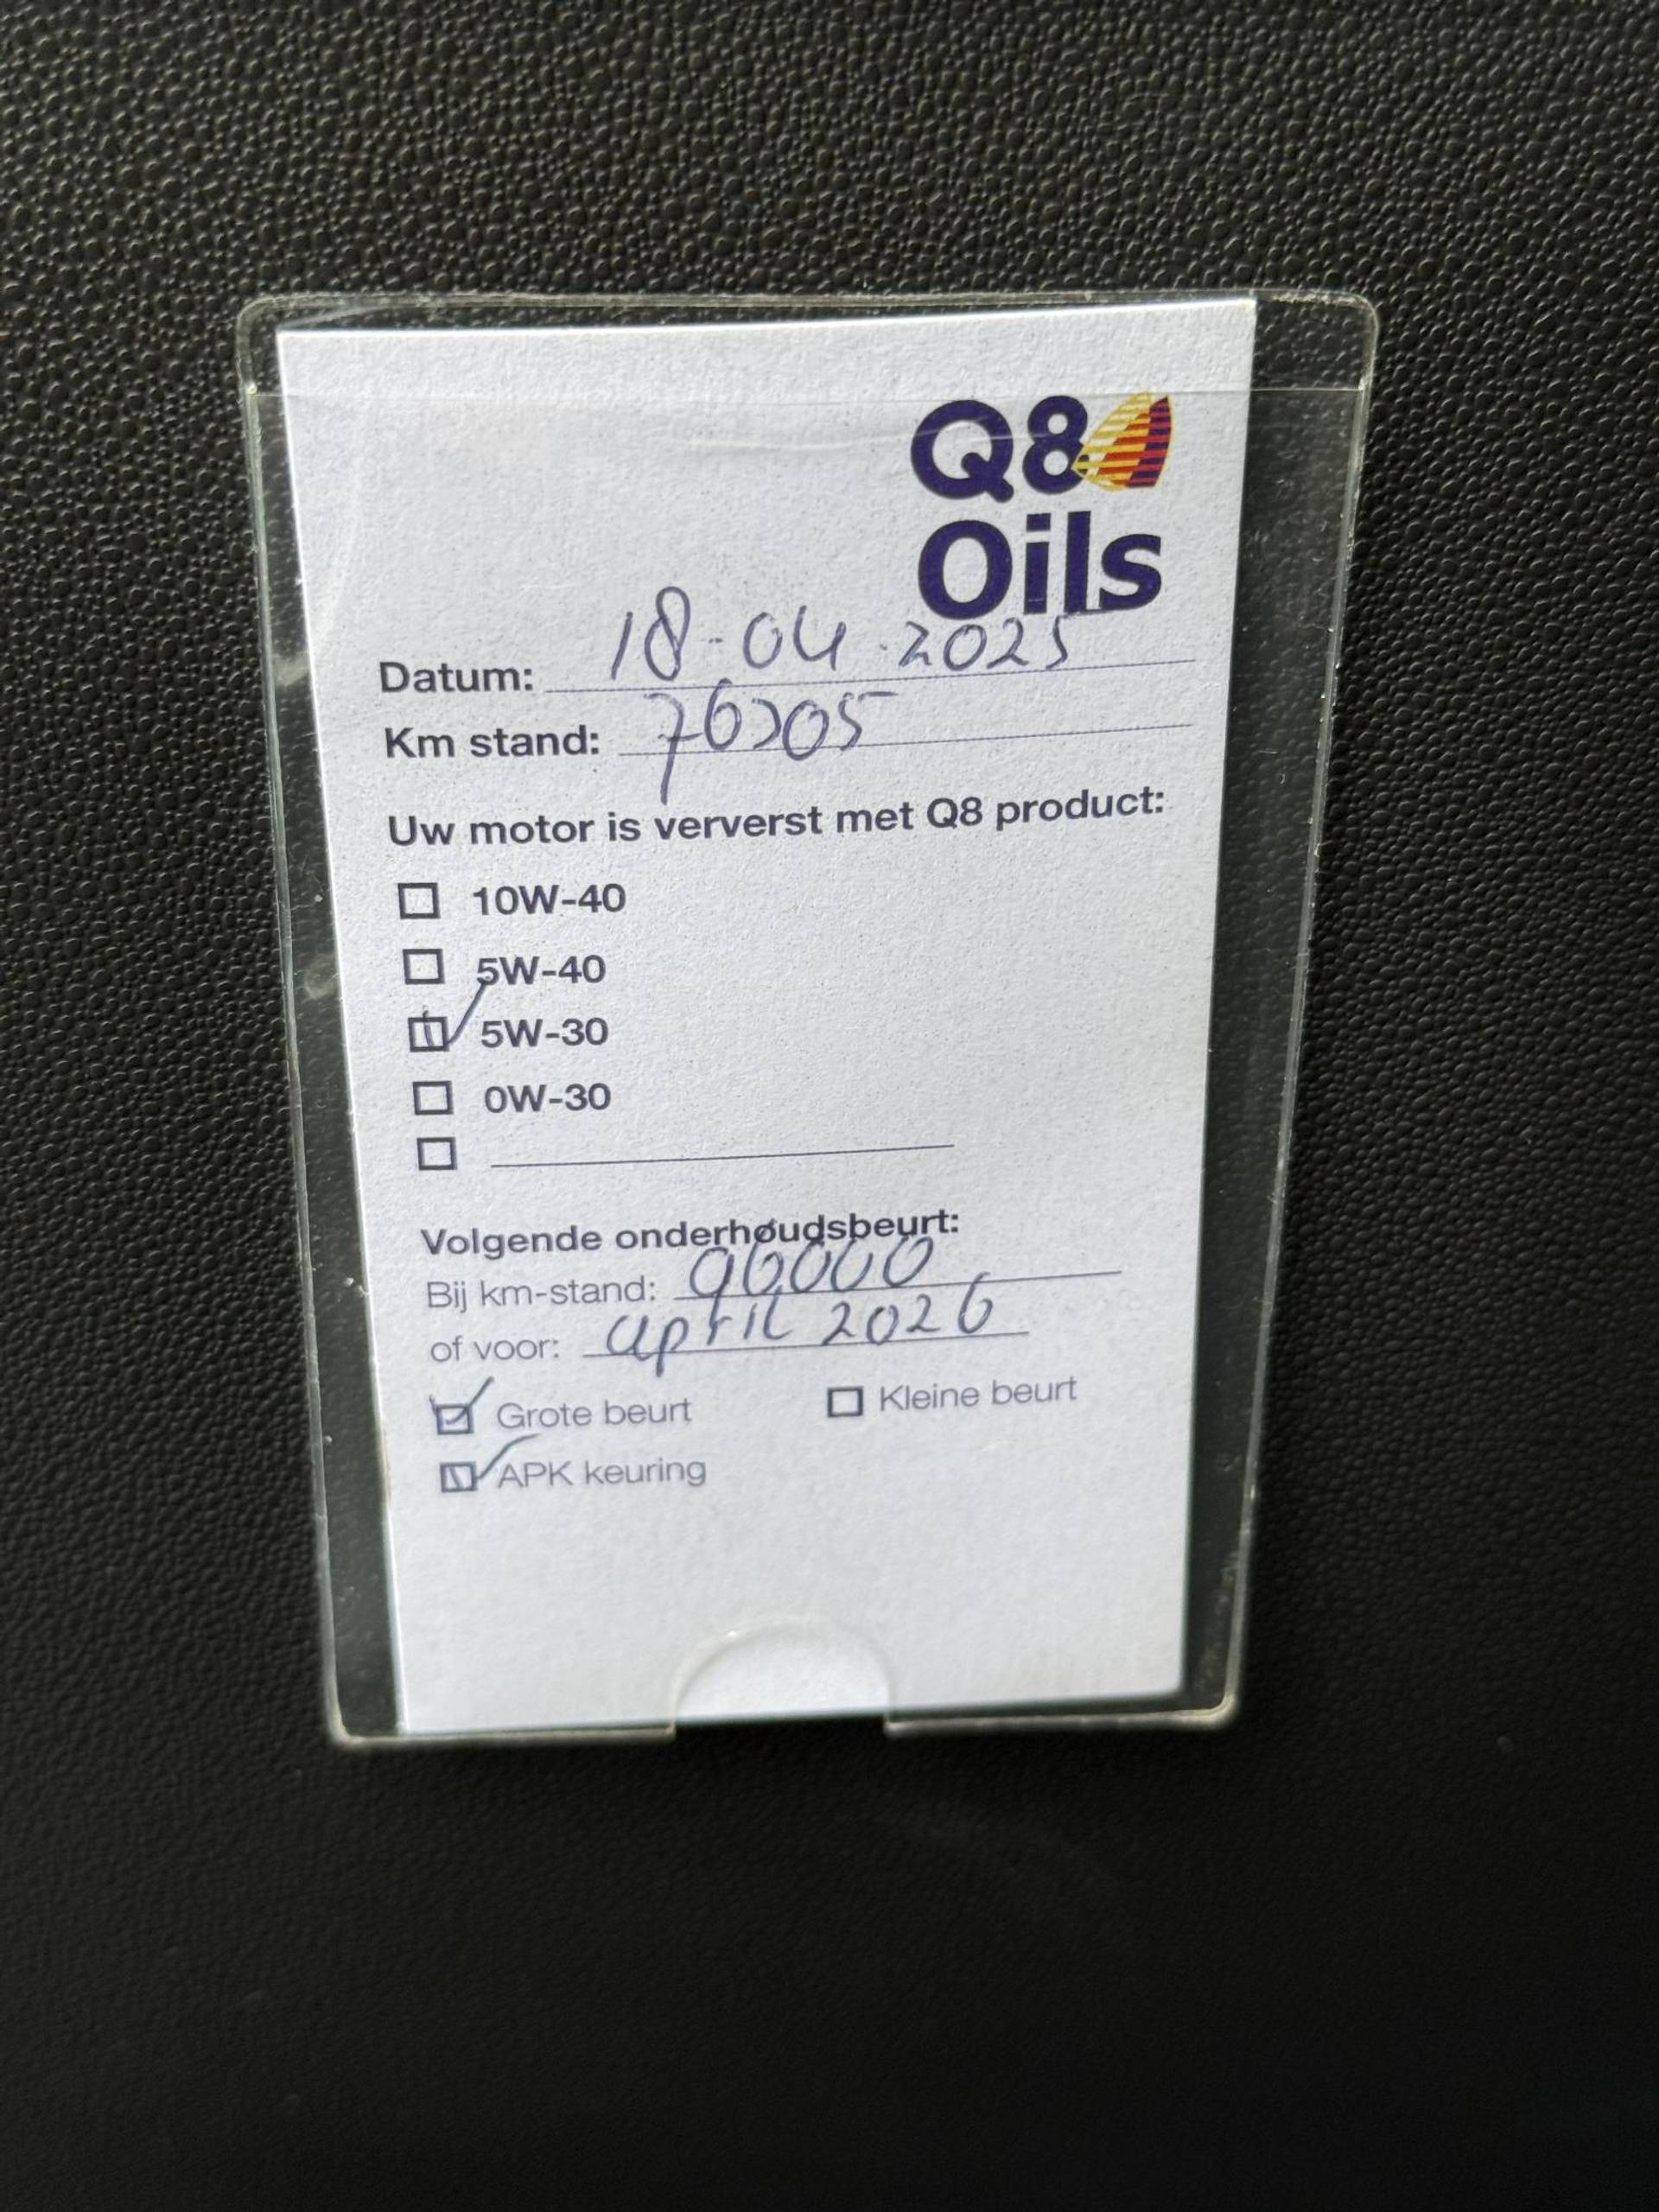 Q8
Oils
Datum: 18-04-2025
Km stand: 76205
Uw motor is ververst met Q8 product:
10W-40
5W-40
5W-30
0W-30
Volgende onderhoudsbeurt:
Bij km-stand: 96000
of voor: april 2026
Grote beurt Kleine beurt
APK keuring